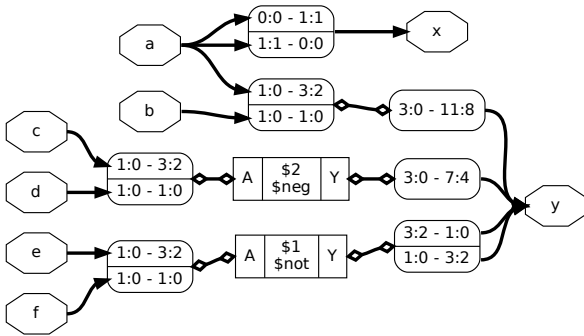 a
0:0 - 1:1
1:1 - 0:0
x
b
1:0 - 3:2
1:0 - 1:0
3:0 - 11:8
c
d
1:0 - 3:2
1:0 - 1:0
A
$2
$neg
Y
3:0 - 7:4
y
e
f
1:0 - 3:2
1:0 - 1:0
A
$1
$not
Y
3:2 - 1:0
1:0 - 3:2